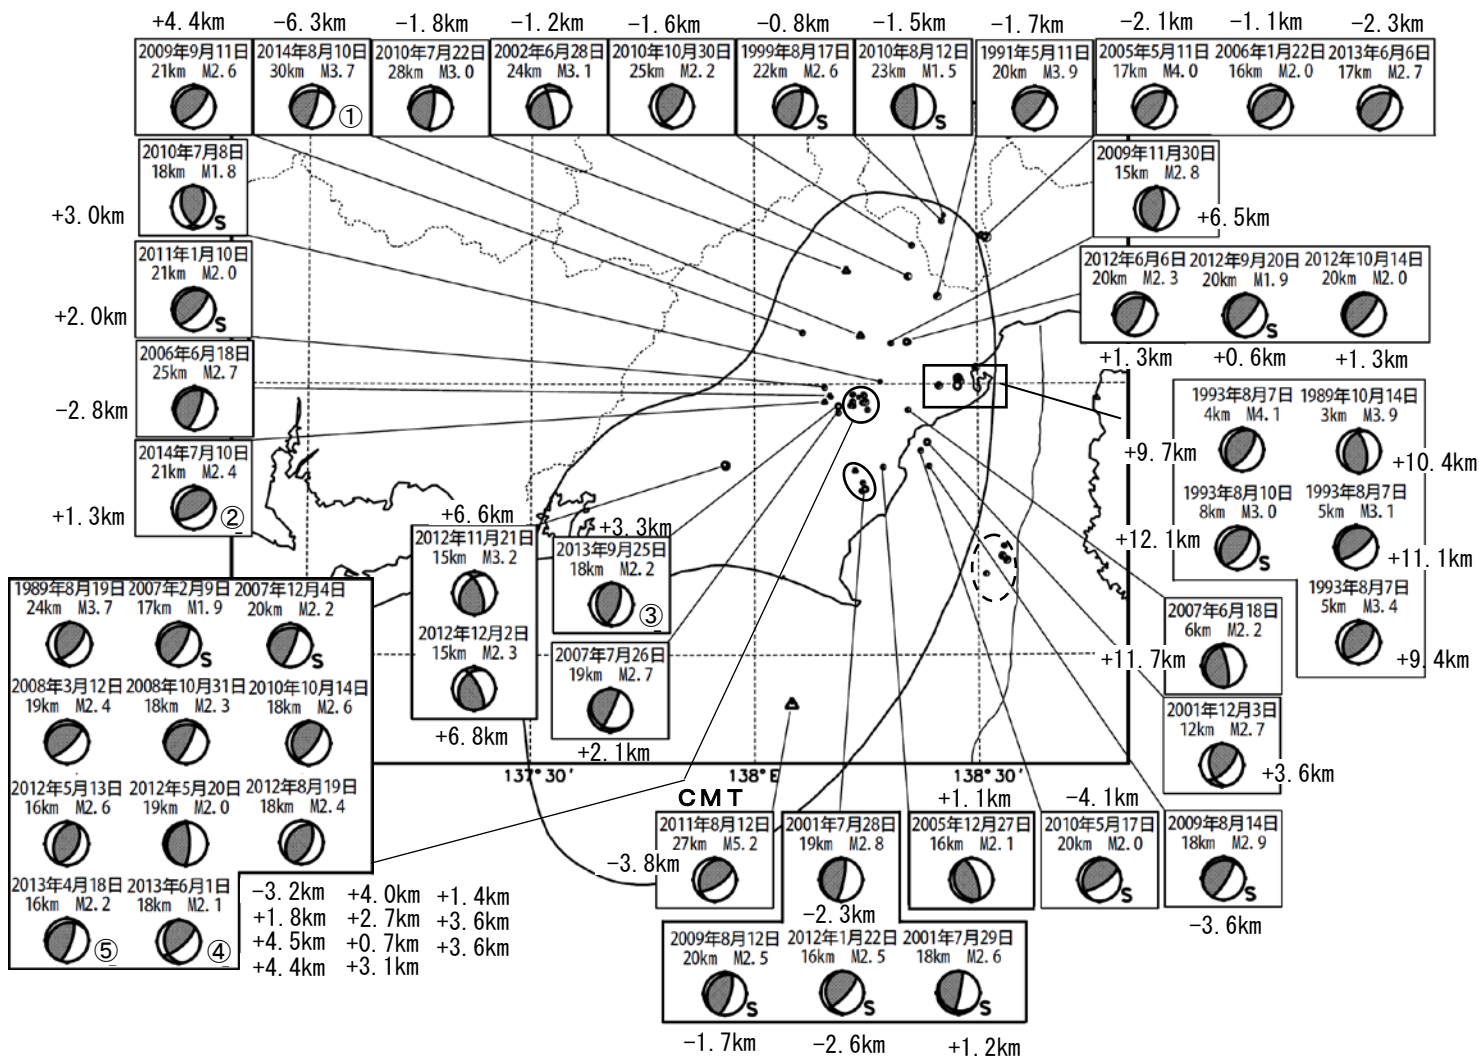 +4.4km -6.3km -1.8km -1.2km -1.6km -0.8km -1.5km -1.7km -2.1km -1.1km -2.3km
2009年9月11日 2014年8月10日 2010年7月22日 2002年6月28日 2010年10月30日 1999年8月17日 2010年8月12日 1991年5月11日 2005年5月11日 2006年1月22日 2013年6月6日
21km M2.6 30km M3.7 28km M3.0 24km M3.1 25km M2.2 22km M2.6 23km M1.5 20km M3.9 17km M4.0 16km M2.0 17km M2.7
① S S
2010年7月8日
18km M1.8
S
+3.0km
2009年11月30日
15km M2.8
+6.5km
2011年1月10日
21km M2.0
S
+2.0km
2012年6月6日 2012年9月20日 2012年10月14日
20km M2.3 20km M1.9 20km M2.0
S
+1.3km +0.6km +1.3km
2006年6月18日
25km M2.7
-2.8km
2014年7月10日
21km M2.4
②
+1.3km
1993年8月7日 1989年10月14日
4km M4.1 3km M3.9
+9.7km +10.4km
1993年8月10日 1993年8月7日
8km M3.0 5km M3.1
+12.1km +11.1km
1993年8月7日
5km M3.4
+9.4km
+6.6km
2012年11月21日
15km M3.2
2012年12月2日
15km M2.3
+6.8km
+3.3km
2013年9月25日
18km M2.2
③
2007年7月26日
19km M2.7
+2.1km
2007年6月18日
6km M2.2
+11.7km
2001年12月3日
12km M2.7
+3.6km
1989年8月19日 2007年2月9日 2007年12月4日
24km M3.7 17km M1.9 20km M2.2
S S
2008年3月12日 2008年10月31日 2010年10月14日
19km M2.4 18km M2.3 18km M2.6
2012年5月13日 2012年5月20日 2012年8月19日
16km M2.6 19km M2.0 18km M2.4
2013年4月18日 2013年6月1日
16km M2.2 18km M2.1
⑤ ④
-3.2km +4.0km +1.4km
+1.8km +2.7km +3.6km
+4.5km +0.7km +3.6km
+4.4km +3.1km
137°30′ 138°E 138°30′
CMT
2011年8月12日
27km M5.2
-3.8km
2001年7月28日
19km M2.8
-2.3km
+1.1km
2005年12月27日
16km M2.1
-4.1km
2010年5月17日
20km M2.0
S
2009年8月14日
18km M2.9
S
-3.6km
2009年8月12日 2012年1月22日 2001年7月29日
20km M2.5 16km M2.5 18km M2.6
S S S
-1.7km -2.6km +1.2km